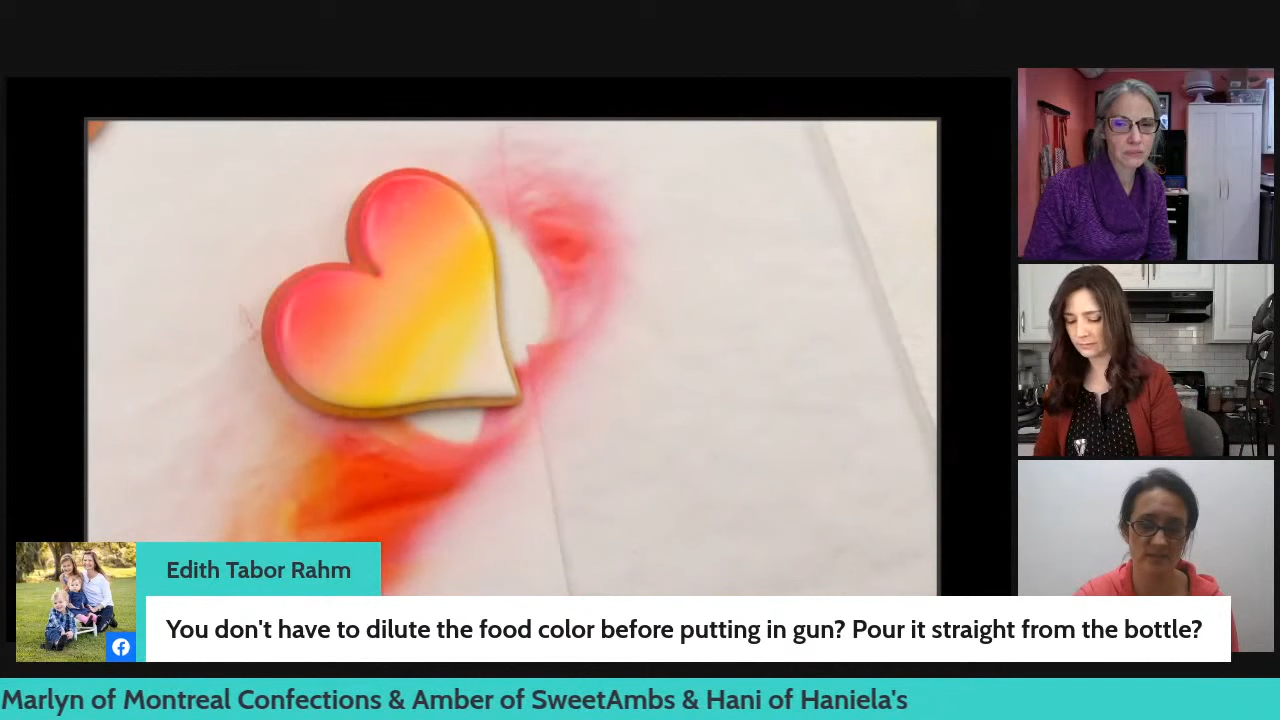 Edith Tabor Rahm
You don't have to dilute the food color before putting in gun? Pour it straight from the bottle?
Marlyn of Montreal Confections & Amber of SweetAmbs & Hani of Haniela's